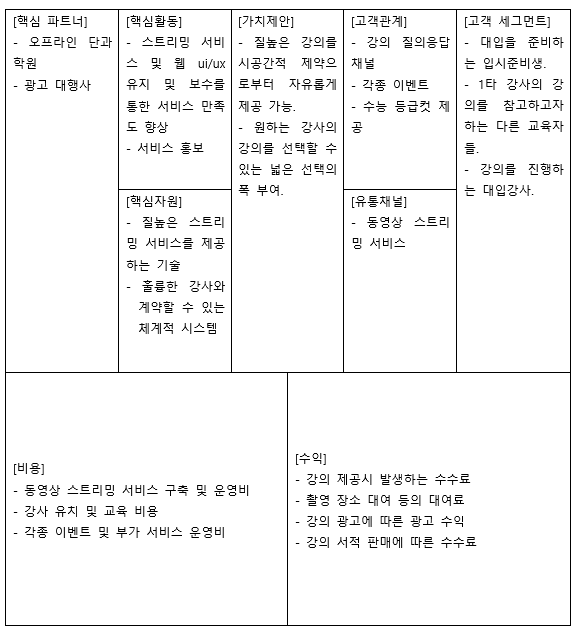 [핵심 파트너]
- 오프라인 단과
학원
- 광고 대행사
[핵심활동]
- 스트리밍 서비
스 및 웹 ui/ux
유지 및 보수를
통한 서비스 만족
도 향상
- 서비스 홍보
[핵심자원]
- 질높은 스트리
밍 서비스를 제공
하는 기술
- 훌륭한 강사와
계약할 수 있는
체계적 시스템
[가치제안]
- 질높은 강의를
시공간적 제약으
로부터 자유롭게
제공 가능.
- 원하는 강사의
강의를 선택할 수
있는 넓은 선택의
폭 부여.
[고객관계]
- 강의 질의응답
채널
- 각종 이벤트
- 수능 등급컷 제
공
[유통채널]
- 동영상 스트리
밍 서비스
[고객 세그먼트]
- 대입을 준비하
는 입시준비생.
- 1타 강사의 강
의를 참고하고자
하는 다른 교육자
들.
- 강의를 진행하
는 대입강사.
[비용]
- 동영상 스트리밍 서비스 구축 및 운영비
- 강사 유치 및 교육 비용
- 각종 이벤트 및 부가 서비스 운영비
[수익]
- 강의 제공시 발생하는 수수료
- 촬영 장소 대여 등의 대여료
- 강의 광고에 따른 광고 수익
- 강의 서적 판매에 따른 수수료